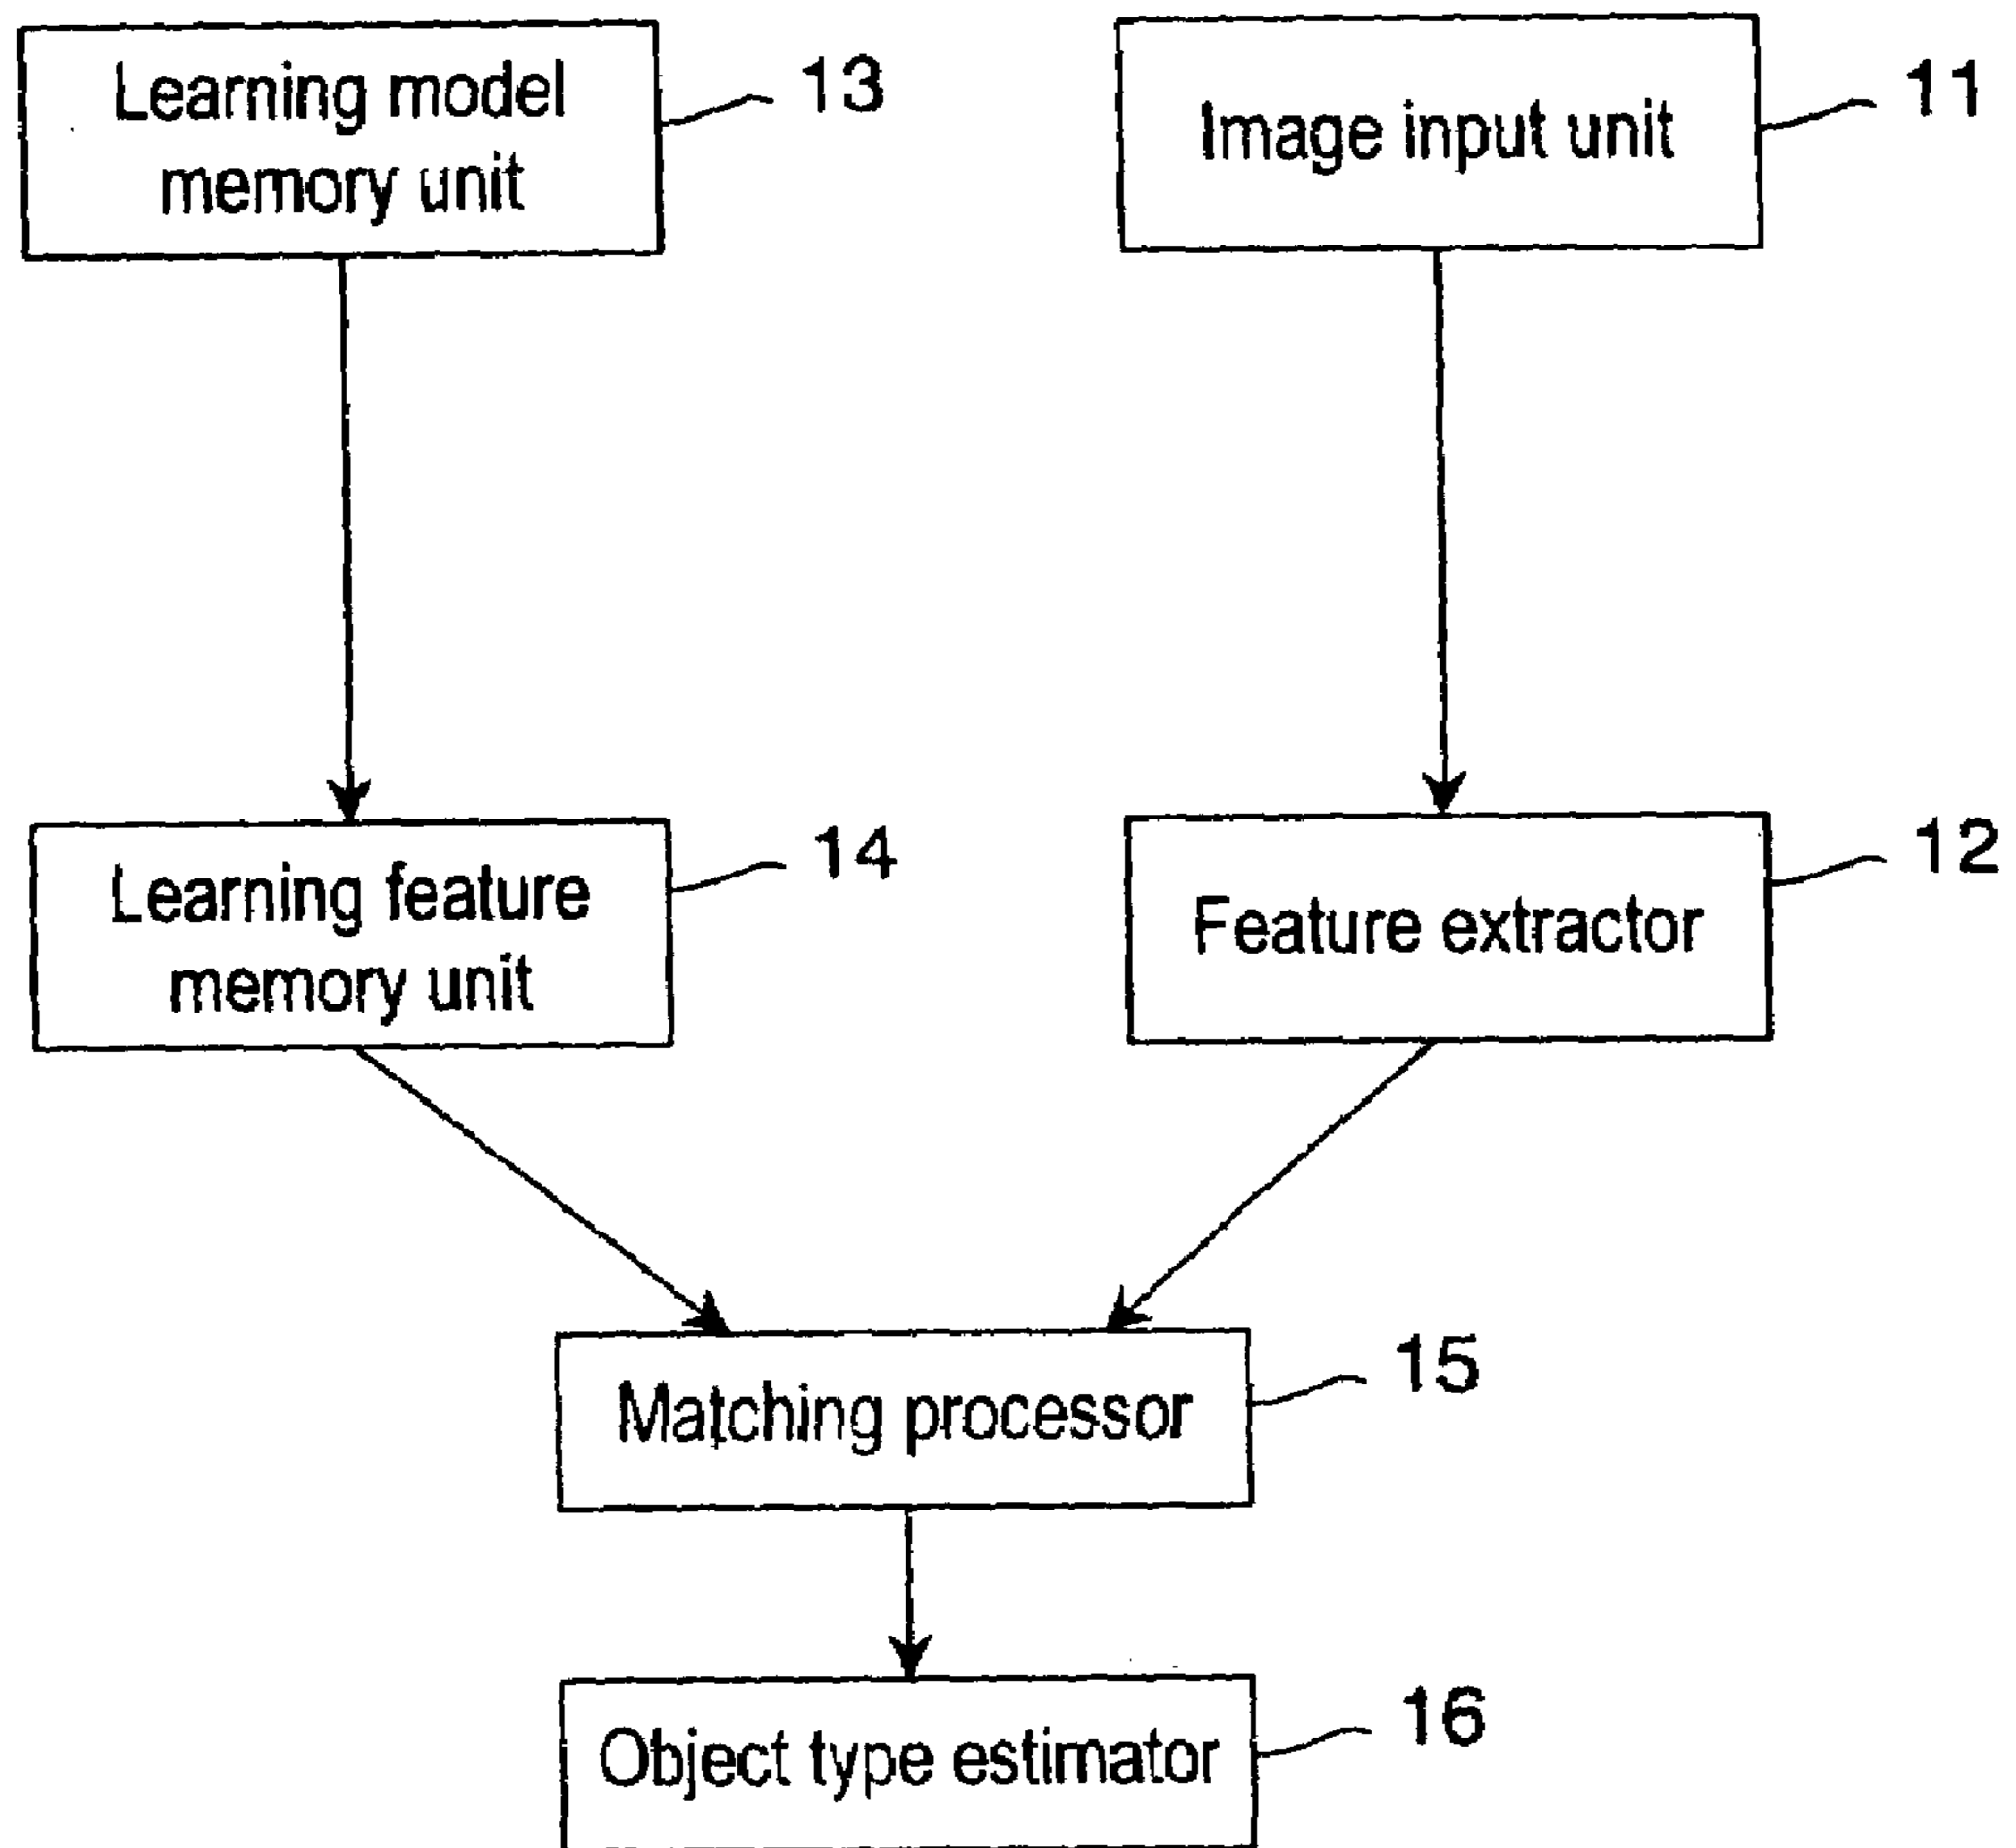 Learning model
memory unit
13
Image input unit
11
Learning feature
memory unit
14
Feature extractor
12
Matching processor
15
Object type estimator
16